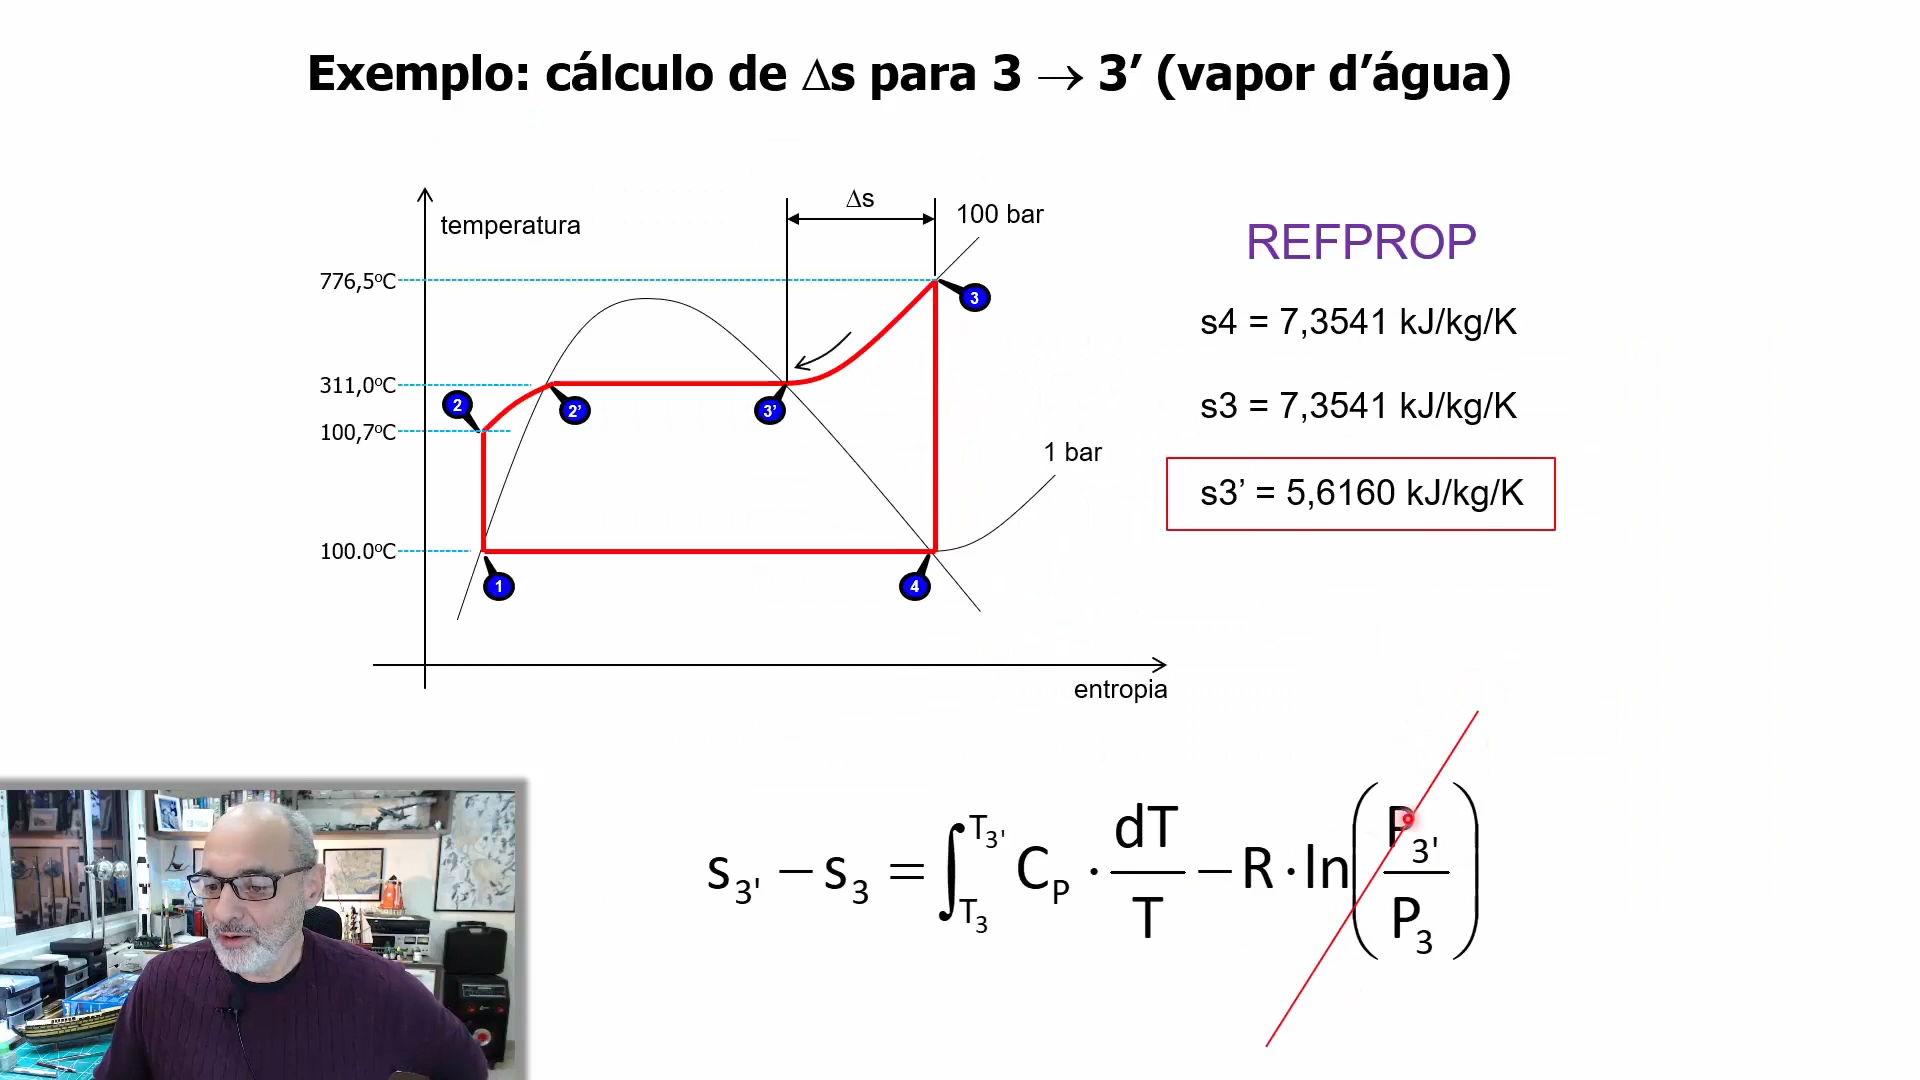 Exemplo: cálculo de Δs para 3 → 3’ (vapor d’água)
Δs
100 bar
temperatura
REFPROP
776,5ºC
3
s4 = 7,3541 kJ/kg/K
311,0ºC
2
2’
3’
s3 = 7,3541 kJ/kg/K
100,7ºC
1 bar
s3’ = 5,6160 kJ/kg/K
100.0ºC
1
4
entropia
s3' − s3 = ∫T3 T3' CP · dT/T − R · ln(P3'/P3)